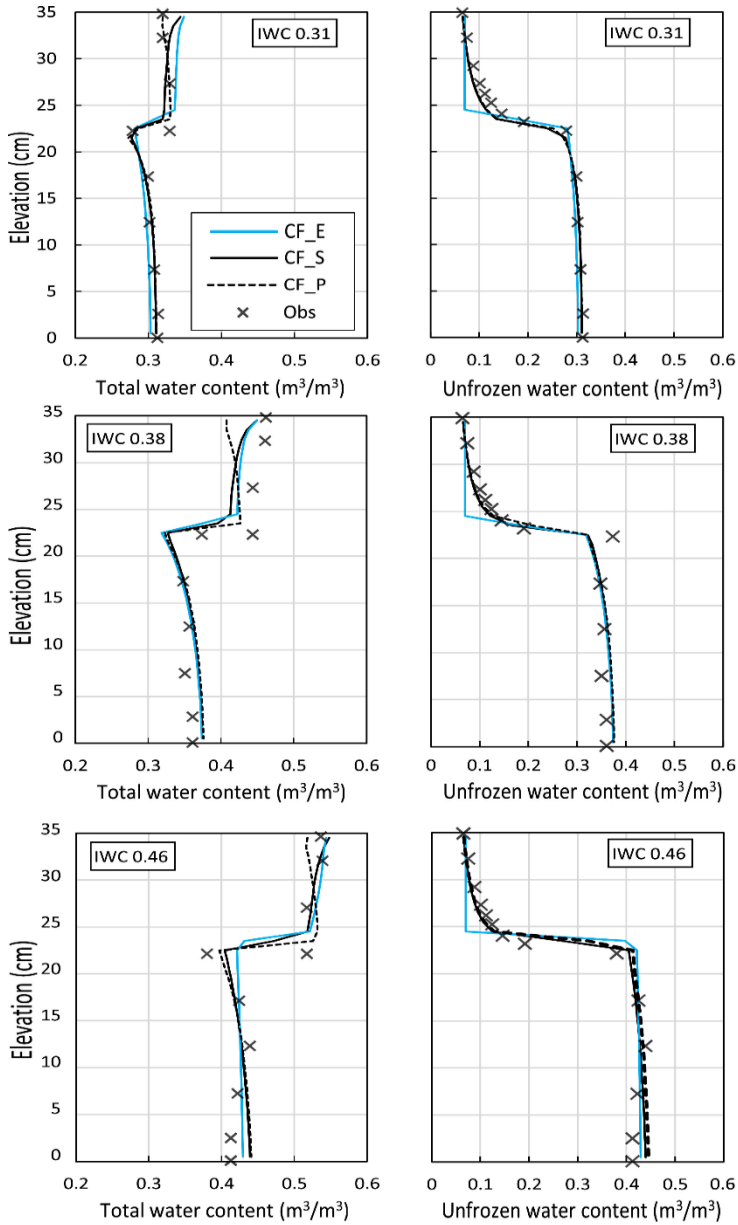 35
30
25
20
15
10
5
0
Elevation (cm)
IWC 0.31
CF_E
CF_S
CF_P
Obs
0.2 0.3 0.4 0.5 0.6
Total water content (m³/m³)
IWC 0.31
0 0.1 0.2 0.3 0.4 0.5 0.6
Unfrozen water content (m³/m³)
35
30
25
20
15
10
5
0
Elevation (cm)
IWC 0.38
0.2 0.3 0.4 0.5 0.6
Total water content (m³/m³)
IWC 0.38
0 0.1 0.2 0.3 0.4 0.5 0.6
Unfrozen water content (m³/m³)
35
30
25
20
15
10
5
0
Elevation (cm)
IWC 0.46
0.2 0.3 0.4 0.5 0.6
Total water content (m³/m³)
IWC 0.46
0 0.1 0.2 0.3 0.4 0.5 0.6
Unfrozen water content (m³/m³)